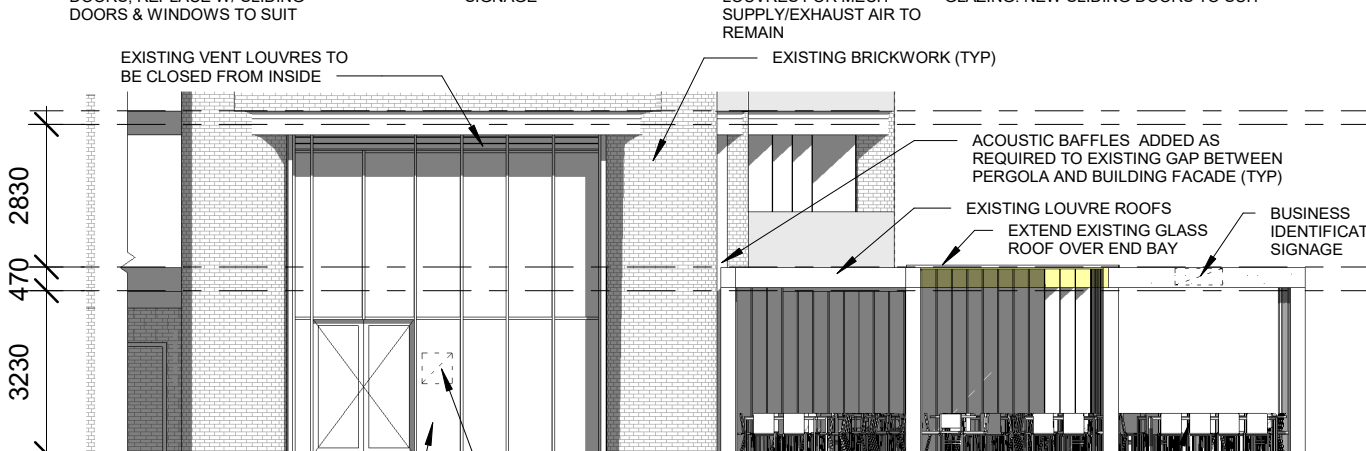 DOORS & WINDOWS TO SUIT
SIGNAGE
SUPPLY/EXHAUST AIR TO
REMAIN
EXISTING VENT LOUVRES TO
BE CLOSED FROM INSIDE
EXISTING BRICKWORK (TYP)
ACOUSTIC BAFFLES ADDED AS
REQUIRED TO EXISTING GAP BETWEEN
PERGOLA AND BUILDING FACADE (TYP)
EXISTING LOUVRE ROOFS
EXTEND EXISTING GLASS
ROOF OVER END BAY
BUSINESS
IDENTIFICAT
SIGNAGE
2830
470
3230